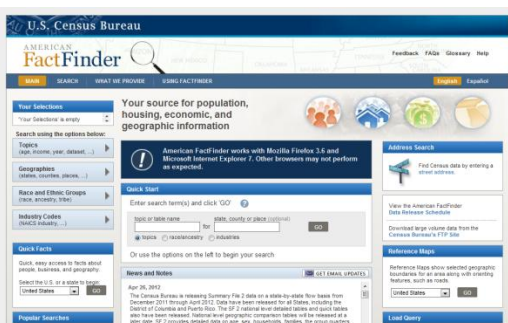 U.S. Census Bureau
AMERICAN
FactFinder
Feedback FAQs Glossary Help
MAIN SEARCH WHAT WE PROVIDE USING FACTFINDER
English Español
Your Selections
'Your Selections' is empty
Search using the options below:
Topics
(age, income, year, dataset, ...)
Geographies
(states, counties, places, ...)
Race and Ethnic Groups
(race, ancestry, tribe)
Industry Codes
(NAICS industry, ...)
Quick Facts
Quick, easy access to facts about
people, business, and geography.
Select the U.S. or a state to begin:
United States GO
Popular Searches
Your source for population,
housing, economic, and
geographic information
American FactFinder works with Mozilla Firefox 3.6 and
Microsoft Internet Explorer 7. Other browsers may not perform
as expected.
Quick Start
Enter search term(s) and click 'GO'
topic or table name state, county or place (optional)
for GO
topics race/ancestry industries
Or use the options on the left to begin your search
News and Notes GET EMAIL UPDATES
Apr 26, 2012
The Census Bureau is releasing Summary File 2 data on a state-by-state flow basis from
December 2011 through April 2012. Data have been released for all States, including the
District of Columbia and Puerto Rico. The SF 2 national level detailed tables and quick tables
also have been released. National level geographic comparison tables will be released at a
later date. SF 2 provides detailed data on age, sex, households, families, the group quarters
Address Search
Find Census data by entering a
street address.
View the American FactFinder
Data Release Schedule
Download large volume data from the
Census Bureau's FTP Site
Reference Maps
Reference Maps show selected geographic
boundaries for an area along with orienting
features, such as roads.
United States GO
Load Query